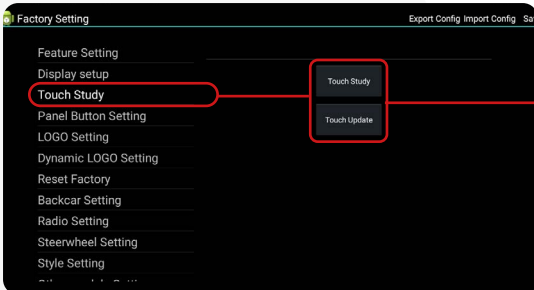 Factory Setting
Export Config Import Config
Feature Setting
Display setup
Touch Study
Panel Button Setting
LOGO Setting
Dynamic LOGO Setting
Reset Factory
Backcar Setting
Radio Setting
Steerwheel Setting
Style Setting
Touch Study
Touch Update